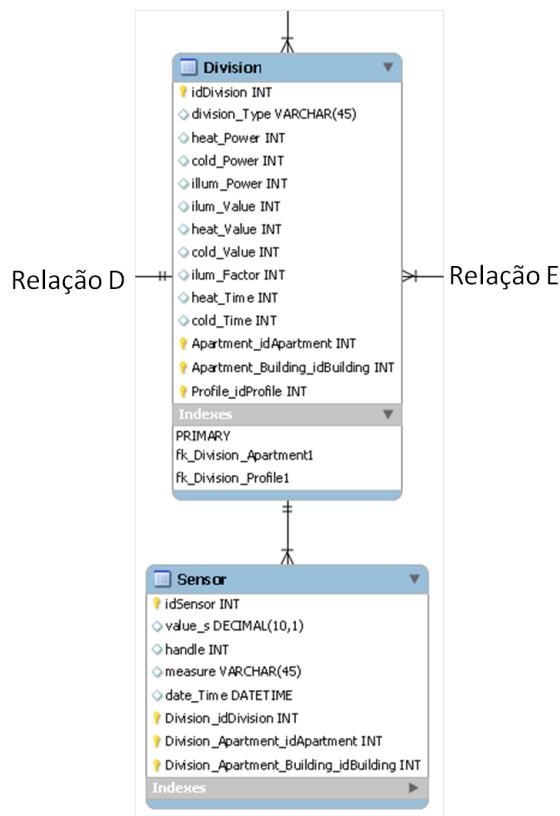 Division
idDivision INT
division_Type VARCHAR(45)
heat_Power INT
cold_Power INT
illum_Power INT
ilum_Value INT
heat_Value INT
cold_Value INT
Relação D
ilum_Factor INT
Relação E
heat_Time INT
cold_Time INT
Apartment_idApartment INT
Apartment_Building_idBuilding INT
Profile_idProfile INT
Indexes
PRIMARY
fk_Division_Apartment1
fk_Division_Profile1
Sensor
idSensor INT
value_s DECIMAL(10,1)
handle INT
measure VARCHAR(45)
date_Time DATETIME
Division_idDivision INT
Division_Apartment_idApartment INT
Division_Apartment_Building_idBuilding INT
Indexes